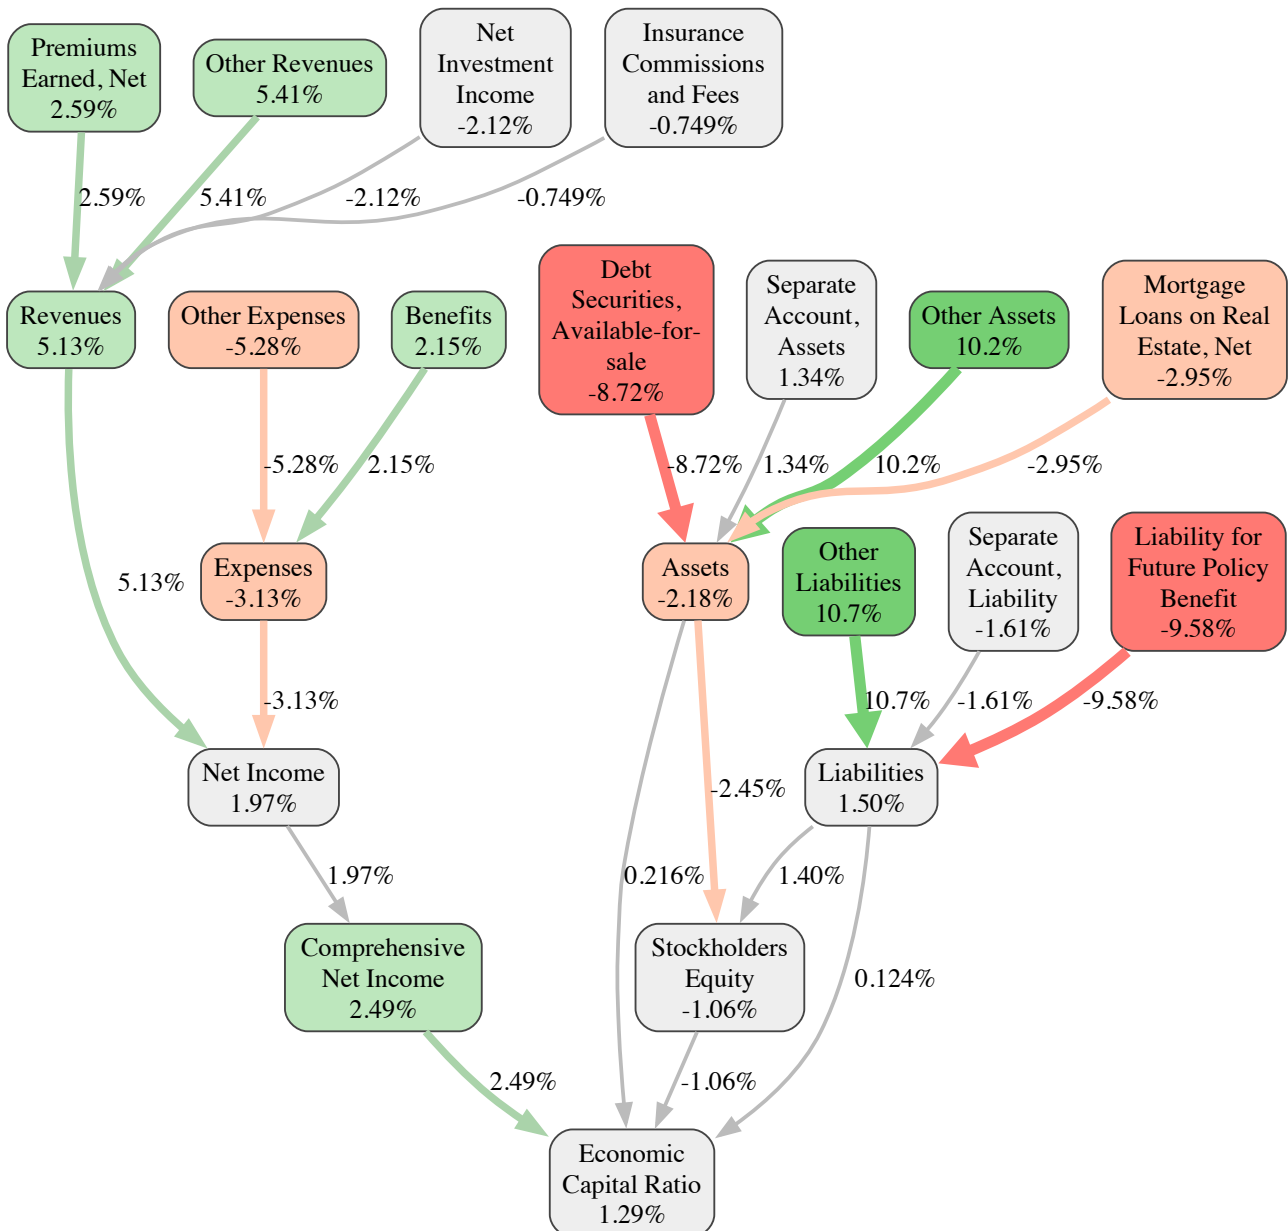 Premiums
Earned, Net
2.59%
Other Revenues
5.41%
Net
Investment
Income
-2.12%
Insurance
Commissions
and Fees
-0.749%
2.59%
5.41%
-2.12%
-0.749%
Revenues
5.13%
Other Expenses
-5.28%
Benefits
2.15%
Debt
Securities,
Available-for-
sale
-8.72%
Separate
Account,
Assets
1.34%
Other Assets
10.2%
Mortgage
Loans on Real
Estate, Net
-2.95%
-5.28%
2.15%
-8.72%
1.34%
10.2%
-2.95%
5.13%
Expenses
-3.13%
Assets
-2.18%
Other
Liabilities
10.7%
Separate
Account,
Liability
-1.61%
Liability for
Future Policy
Benefit
-9.58%
-3.13%
10.7%
-1.61%
-9.58%
Net Income
1.97%
-2.45%
Liabilities
1.50%
1.97%
0.216%
1.40%
Comprehensive
Net Income
2.49%
Stockholders
Equity
-1.06%
0.124%
2.49%
-1.06%
Economic
Capital Ratio
1.29%